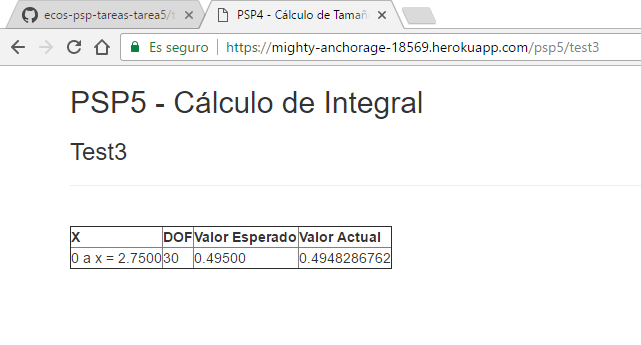 ecos-psp-tareas-tarea5/t
PSP4 - Cálculo de Tamañ
Es seguro https://mighty-anchorage-18569.herokuapp.com/psp5/test3
PSP5 - Cálculo de Integral
Test3
X DOF Valor Esperado Valor Actual
0 a x = 2.7500 30 0.49500 0.4948286762